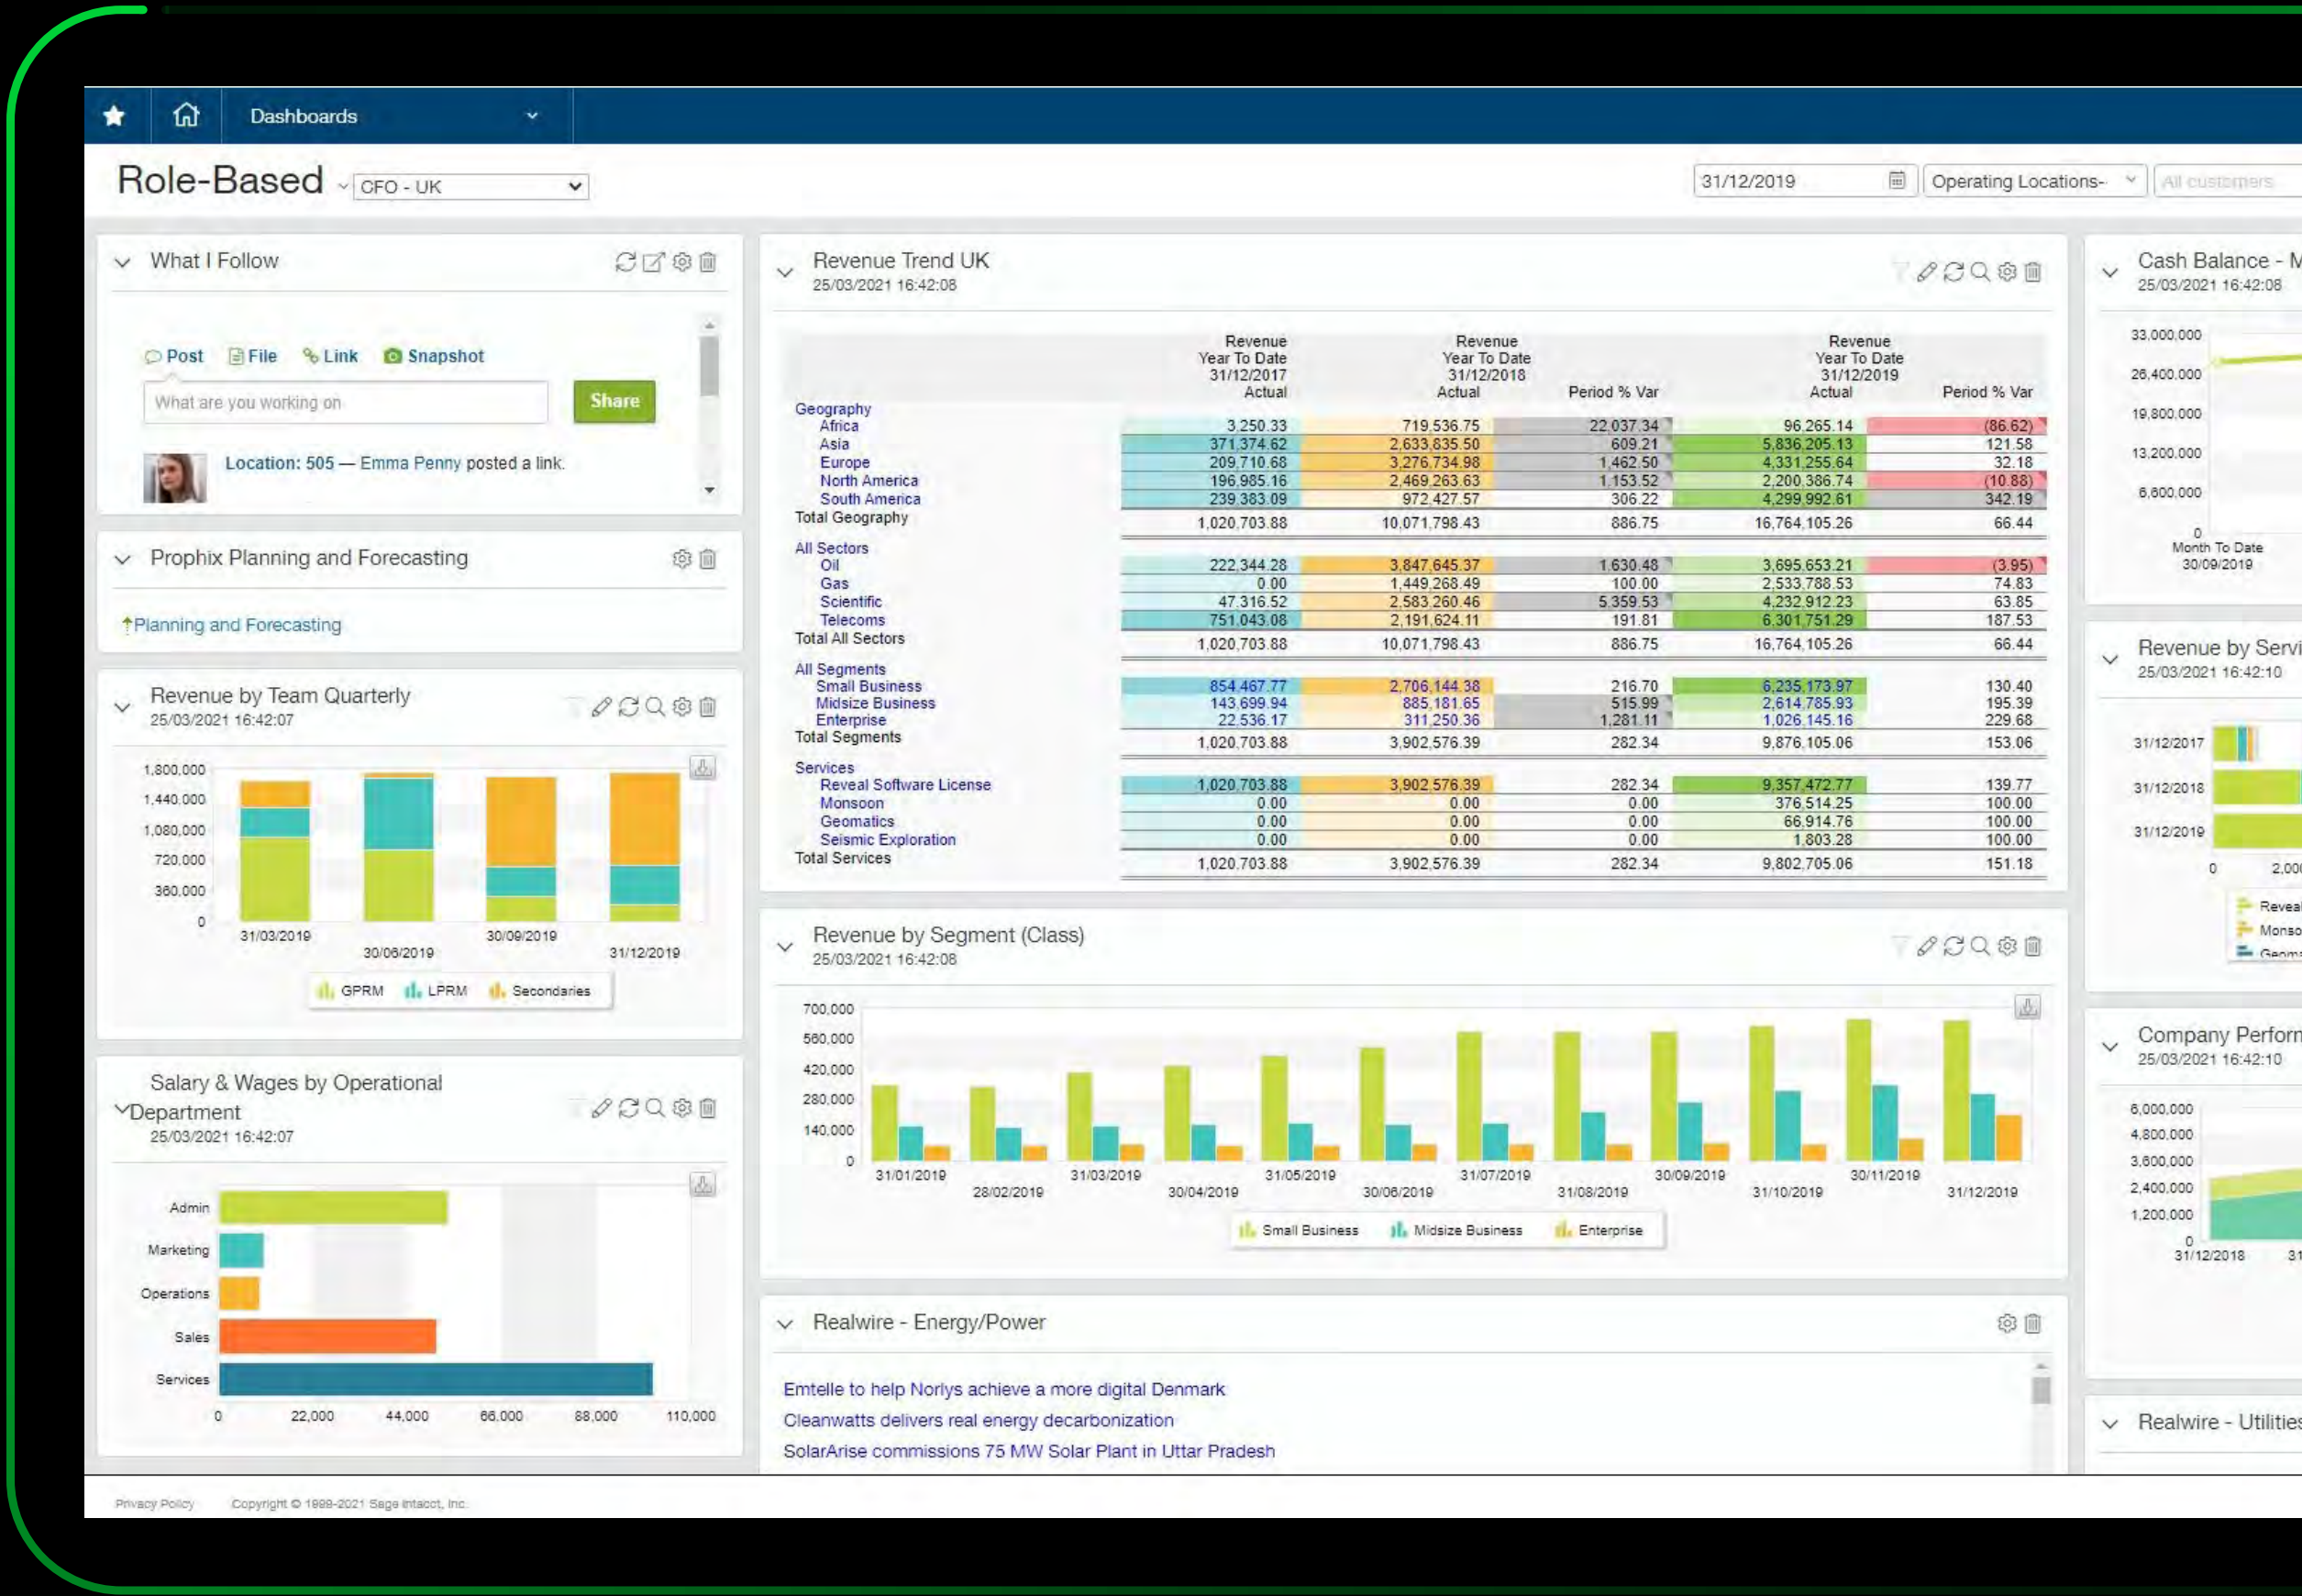 Dashboards
Role-Based
CFO - UK
31/12/2019
Operating Locations-
All customers
What I Follow
Post File Link Snapshot
What are you working on
Share
Location: 505 — Emma Penny posted a link.
Prophix Planning and Forecasting
Planning and Forecasting
Revenue by Team Quarterly
25/03/2021 16:42:07
1,800,000
1,440,000
1,080,000
720,000
360,000
0
31/03/2019
30/06/2019
30/09/2019
31/12/2019
GPRM LPRM Secondaries
Salary & Wages by Operational
Department
25/03/2021 16:42:07
Admin
Marketing
Operations
Sales
Services
0 22,000 44,000 66,000 88,000 110,000
Revenue Trend UK
25/03/2021 16:42:08
Revenue Revenue Revenue
Year To Date Year To Date Year To Date
31/12/2017 31/12/2018 31/12/2019
Actual Actual Period % Var Actual Period % Var
Geography
Africa 3,250.33 719,536.75 22,037.34 96,265.14 (86.62)
Asia 371,374.62 2,633,835.50 609.21 5,836,205.13 121.58
Europe 209,710.68 3,276,734.98 1,462.50 4,331,255.64 32.18
North America 196,985.16 2,469,263.63 1,153.52 2,200,386.74 (10.88)
South America 239,383.09 972,427.57 306.22 4,299,992.61 342.19
Total Geography 1,020,703.88 10,071,798.43 886.75 16,764,105.26 66.44
All Sectors
Oil 222,344.28 3,847,645.37 1,630.48 3,695,653.21 (3.95)
Gas 0.00 1,449,268.49 100.00 2,533,788.53 74.83
Scientific 47,316.52 2,583,260.46 5,359.53 4,232,912.23 63.85
Telecoms 751,043.08 2,191,624.11 191.81 6,301,751.29 187.53
Total All Sectors 1,020,703.88 10,071,798.43 886.75 16,764,105.26 66.44
All Segments
Small Business 854,467.77 2,706,144.38 216.70 6,235,173.97 130.40
Midsize Business 143,699.94 885,181.65 515.99 2,614,785.93 195.39
Enterprise 22,536.17 311,250.36 1,281.11 1,026,145.16 229.68
Total Segments 1,020,703.88 3,902,576.39 282.34 9,876,105.06 153.06
Services
Reveal Software License 1,020,703.88 3,902,576.39 282.34 9,357,472.77 139.77
Monsoon 0.00 0.00 0.00 376,514.25 100.00
Geomatics 0.00 0.00 0.00 66,914.76 100.00
Seismic Exploration 0.00 0.00 0.00 1,803.28 100.00
Total Services 1,020,703.88 3,902,576.39 282.34 9,802,705.06 151.18
Revenue by Segment (Class)
25/03/2021 16:42:08
700,000
560,000
420,000
280,000
140,000
0
31/01/2019 31/03/2019 31/05/2019 31/07/2019 30/09/2019 30/11/2019
28/02/2019 30/04/2019 30/06/2019 31/08/2019 31/10/2019 31/12/2019
Small Business Midsize Business Enterprise
Realwire - Energy/Power
Emtelle to help Norlys achieve a more digital Denmark
Cleanwatts delivers real energy decarbonization
SolarArise commissions 75 MW Solar Plant in Uttar Pradesh
Cash Balance - M
25/03/2021 16:42:08
33,000,000
26,400,000
19,800,000
13,200,000
6,600,000
0
Month To Date
30/09/2019
Revenue by Servi
25/03/2021 16:42:10
31/12/2017
31/12/2018
31/12/2019
0 2,000
Reveal
Monso
Geoma
Company Perform
25/03/2021 16:42:10
6,000,000
4,800,000
3,600,000
2,400,000
1,200,000
0
31/12/2018 31
Realwire - Utilities
Privacy Policy Copyright © 1999-2021 Sage Intacct, Inc.